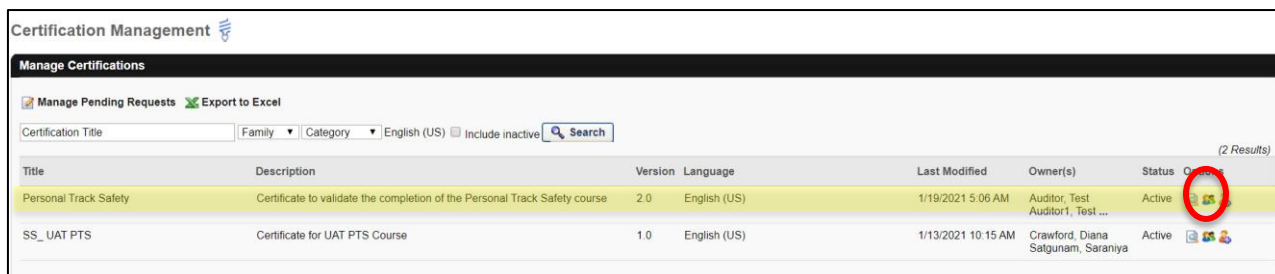 Certification Management
Manage Certifications
Manage Pending Requests Export to Excel
Certification Title Family Category English (US) Include inactive Search
(2 Results)
Title Description Version Language Last Modified Owner(s) Status Options
Personal Track Safety Certificate to validate the completion of the Personal Track Safety course 2.0 English (US) 1/19/2021 5:06 AM Auditor, Test Active
Auditor1, Test ...
SS_ UAT PTS Certificate for UAT PTS Course 1.0 English (US) 1/13/2021 10:15 AM Crawford, Diana Active
Satgunam, Saraniya